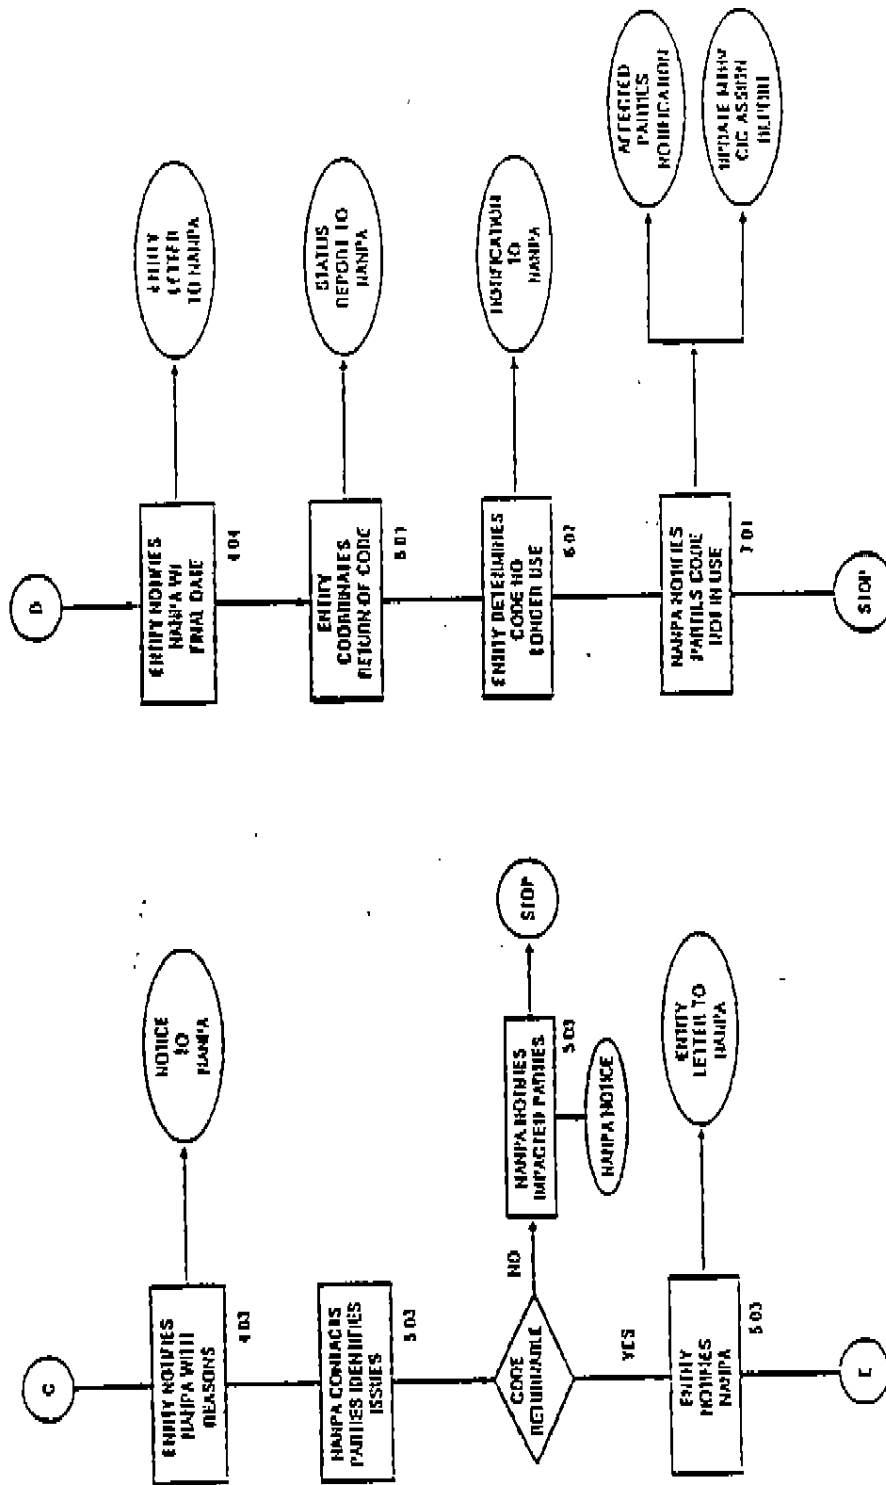 C
ENTITY NOTIFIES
NANPA WITH
REASONS
4.03
NOTICE
TO
NANPA
NANPA CONTACTS
PARTIES IDENTIFIES
ISSUES
5.03
CODE
RETURNABLE
NO
NANPA NOTIFIES
IMPACTED PARTIES.
5.03
NANPA NOTICE
STOP
YES
ENTITY
NOTIFIES
NANPA
5.03
ENTITY
LETTER TO
NANPA
D
ENTITY NOTIFIES
NANPA W/
FINAL DATE
4.04
ENTITY
LETTER
TO NANPA
ENTITY
COORDINATES
RETURN OF CODE
STATUS
REPORT TO
NANPA
ENTITY DETERMINES
CODE NO
LONGER USE
NOTIFICATION
TO
NANPA
NANPA NOTIFIES
PARTIES CODE
NOT IN USE
7.01
AFFECTED
PARTIES
NOTIFICATION
UPDATE
CIC ASSIGN
REPORT
STOP